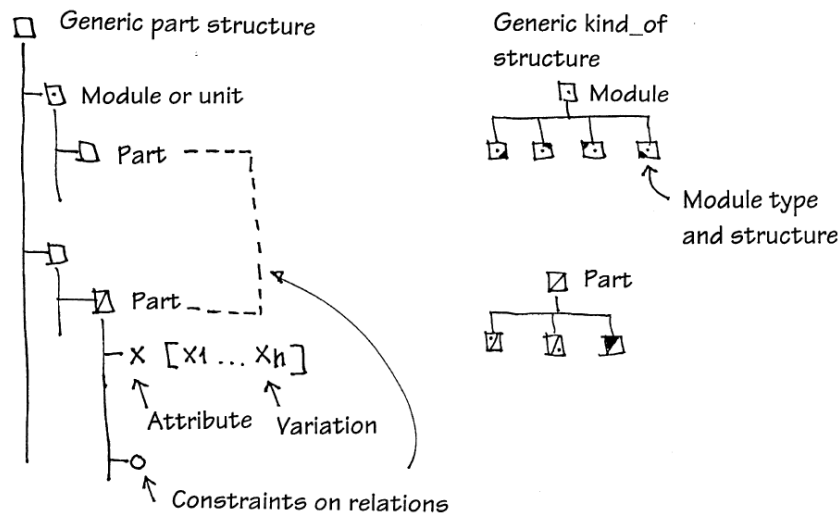 Generic part structure
Module or unit
Part
Part
x [x1 ... xn]
Attribute
Variation
Constraints on relations
Generic kind_of
structure
Module
Module type
and structure
Part